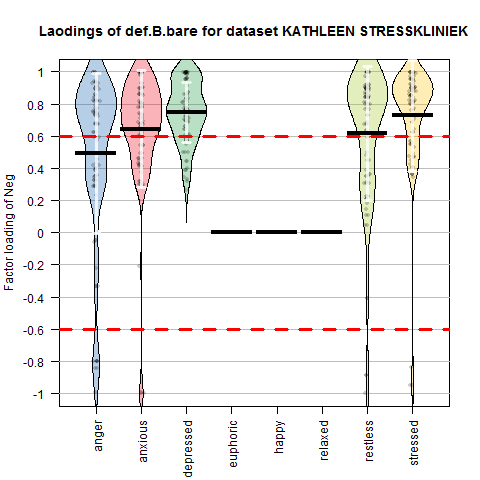 Laodings of def.B.bare for dataset KATHLEEN STRESSKLINIEK
Factor loading of Neg
1
0.8
0.6
0.4
0.2
0
-0.2
-0.4
-0.6
-0.8
-1
anger
anxious
depressed
euphoric
happy
relaxed
restless
stressed